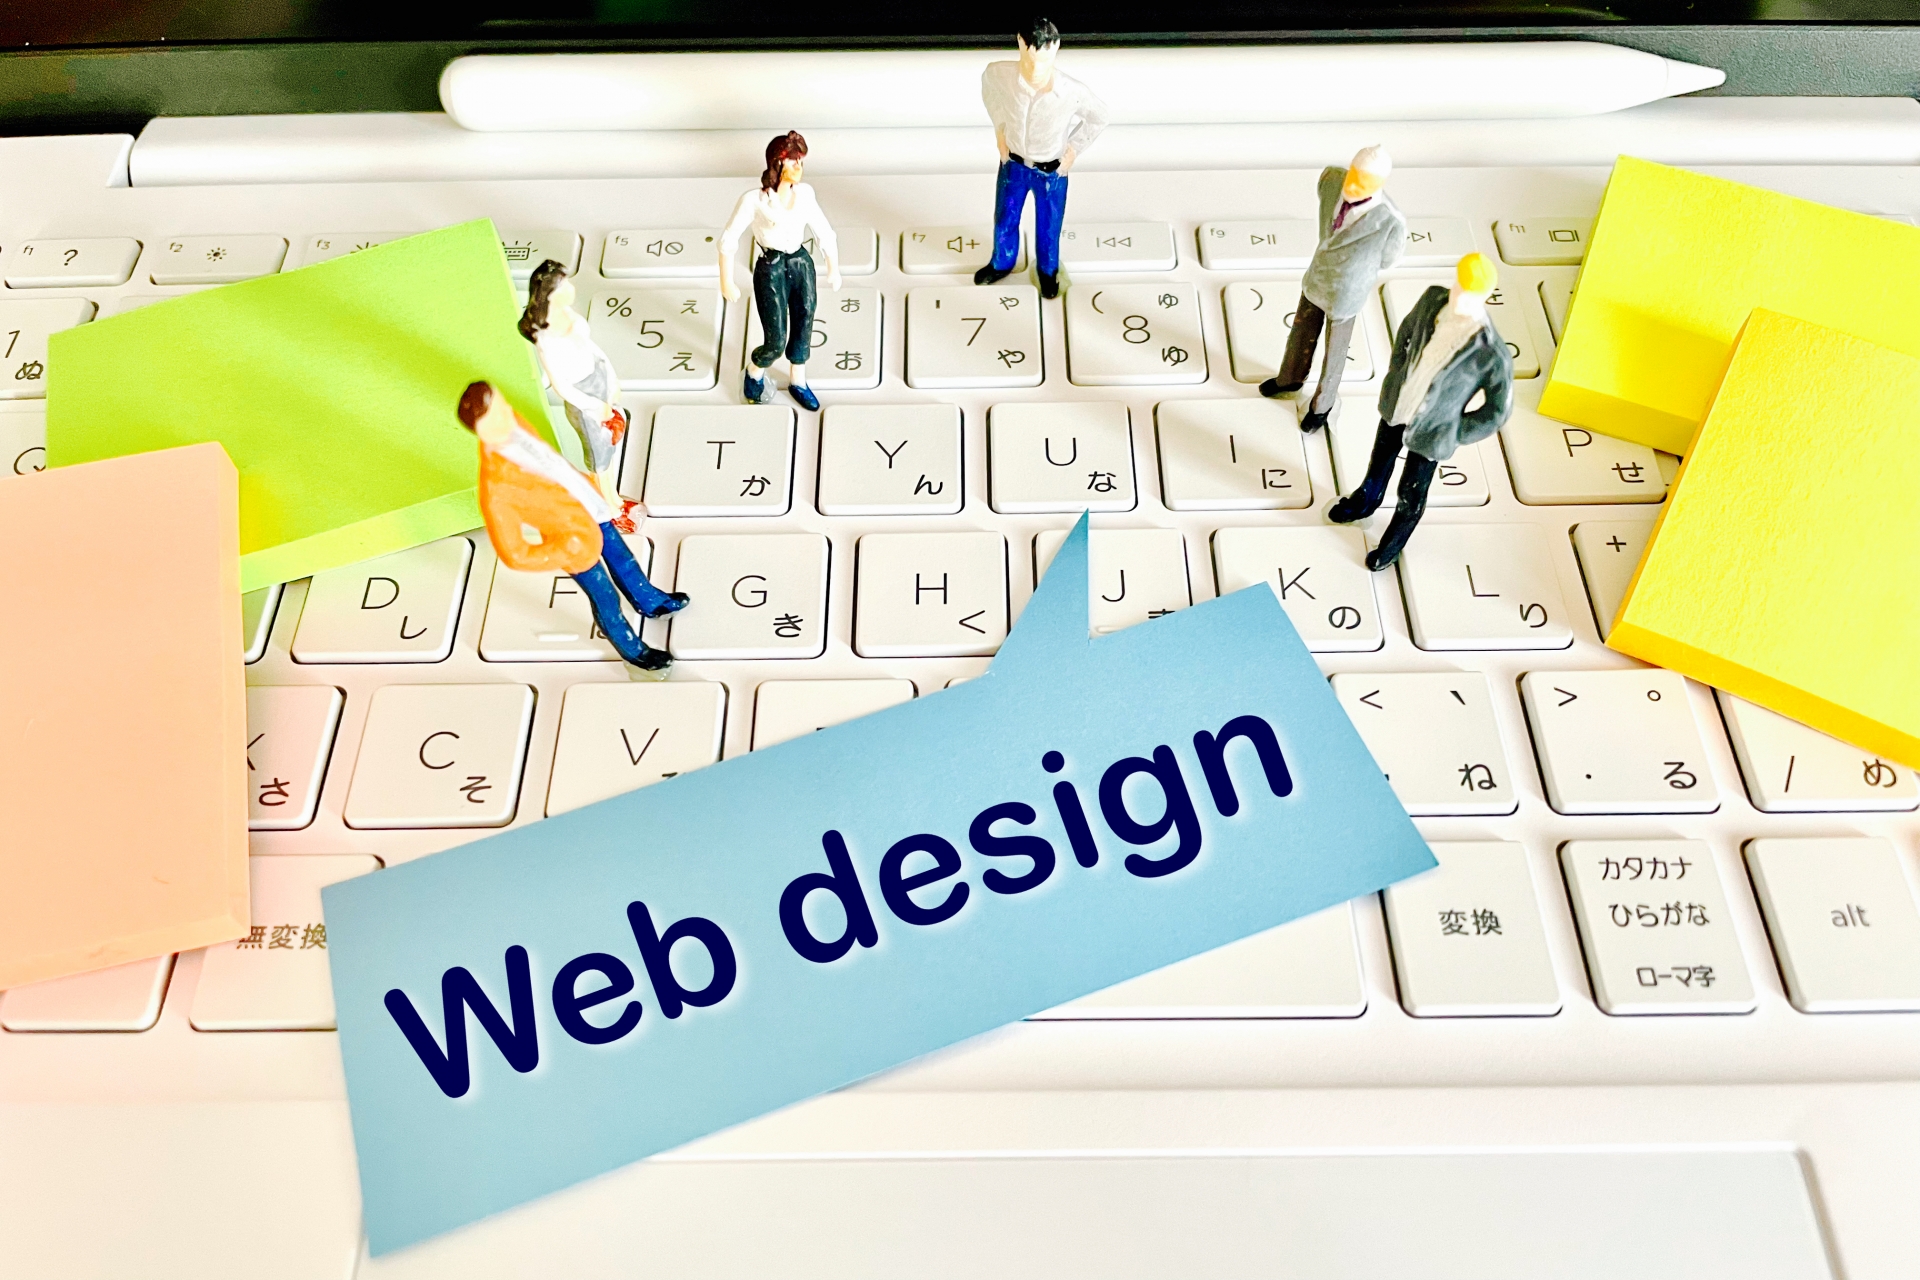 f1 ?
f2
f3
f5
f7
f8
f9
f11
1 ぬ
% 5 え え
6 お お
' 7 や や
( 8 ゆ ゆ
)
T か
Y ん
U な
I に
ら
P せ
D し
F
G き
H く
J
K の
L り
+
さ
C そ
V
< 、 ね
> 。 . る
/ め
無変換
変換
カタカナ
ひらがな
ローマ字
alt
Web design